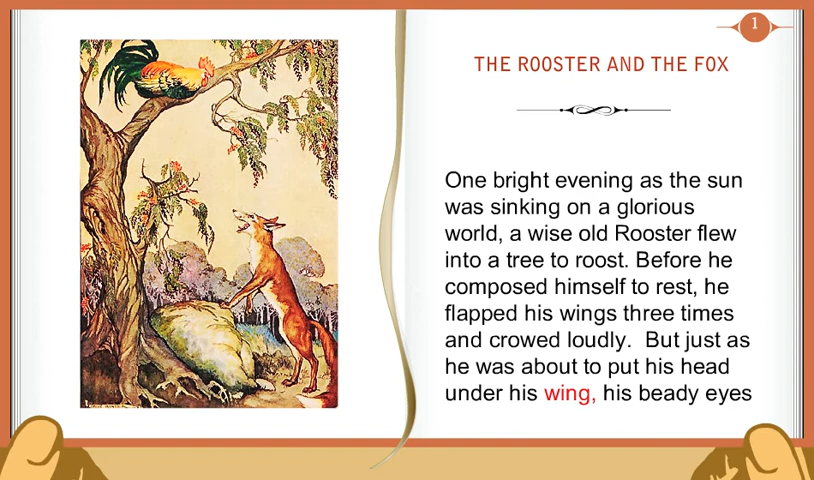 1
THE ROOSTER AND THE FOX
One bright evening as the sun
was sinking on a glorious
world, a wise old Rooster flew
into a tree to roost. Before he
composed himself to rest, he
flapped his wings three times
and crowed loudly.  But just as
he was about to put his head
under his wing, his beady eyes